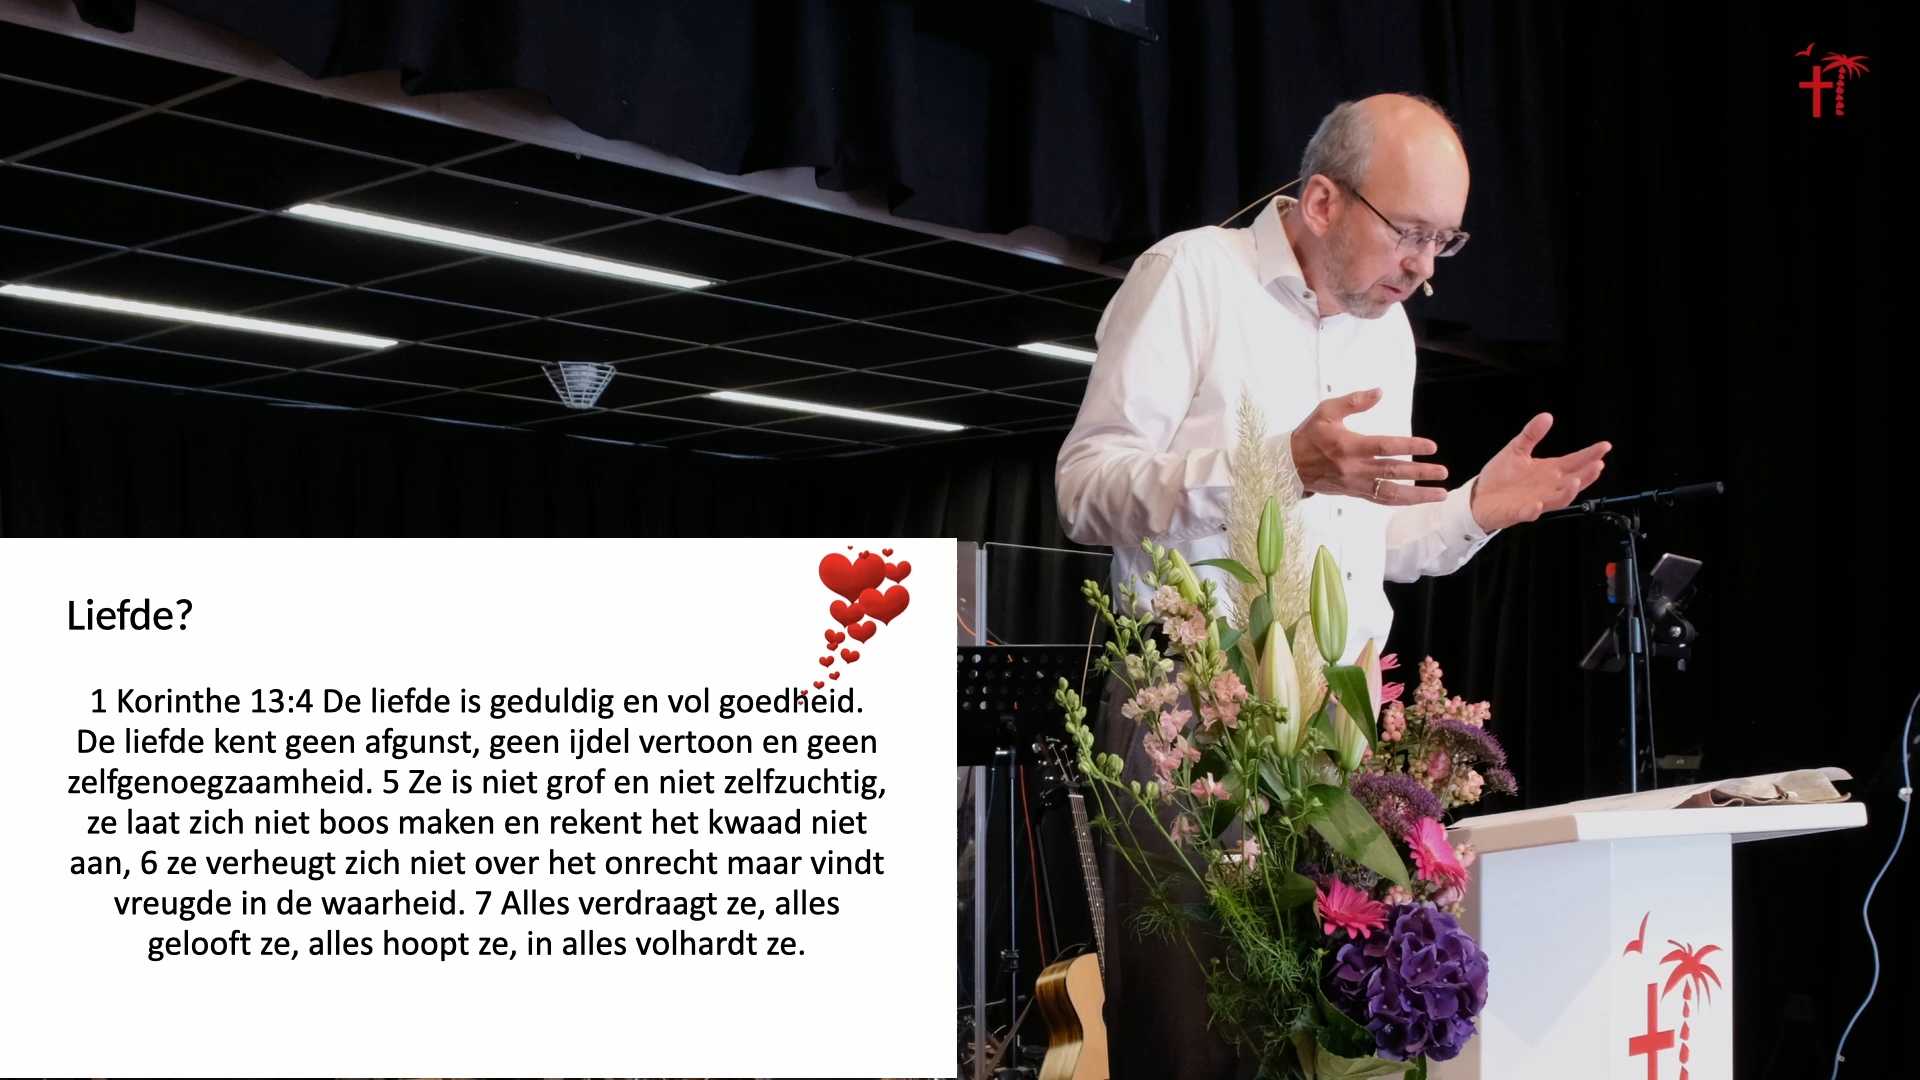 Liefde?
1 Korinthe 13:4 De liefde is geduldig en vol goedheid.
De liefde kent geen afgunst, geen ijdel vertoon en geen
zelfgenoegzaamheid. 5 Ze is niet grof en niet zelfzuchtig,
ze laat zich niet boos maken en rekent het kwaad niet
aan, 6 ze verheugt zich niet over het onrecht maar vindt
vreugde in de waarheid. 7 Alles verdraagt ze, alles
gelooft ze, alles hoopt ze, in alles volhardt ze.